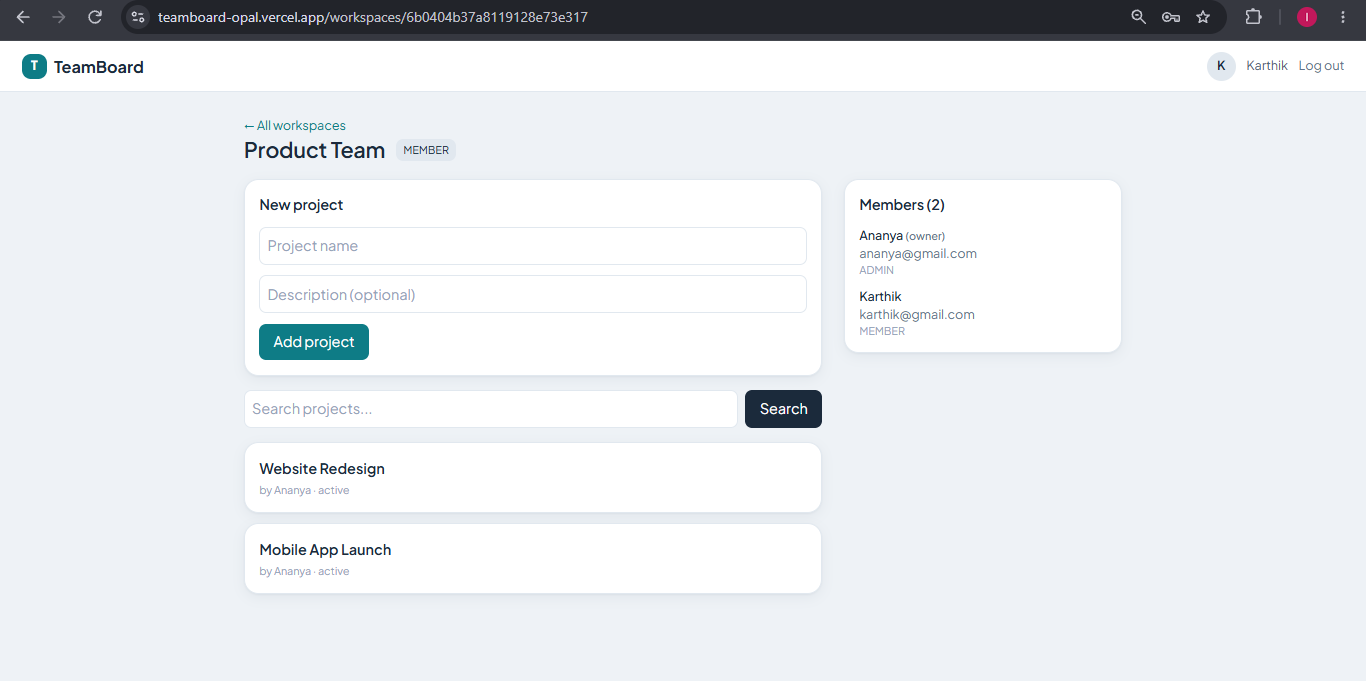 teamboard-opal.vercel.app/workspaces/6b0404b37a8119128e73e317
I
T TeamBoard
K Karthik Log out
← All workspaces
Product Team MEMBER
New project
Project name
Description (optional)
Add project
Search projects...
Search
Website Redesign
by Ananya · active
Mobile App Launch
by Ananya · active
Members (2)
Ananya (owner)
ananya@gmail.com
ADMIN
Karthik
karthik@gmail.com
MEMBER